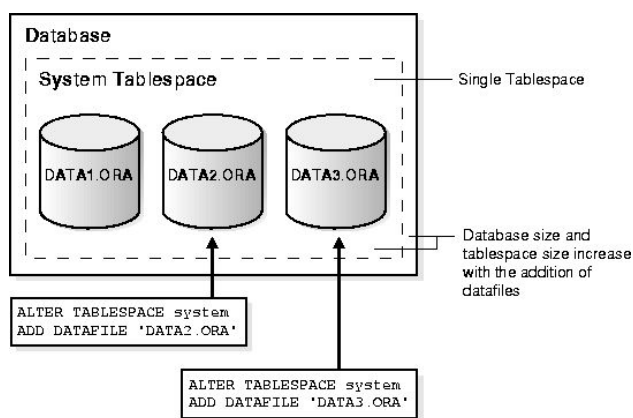 Database
System Tablespace
Single Tablespace
DATA1.ORA
DATA2.ORA
DATA3.ORA
Database size and
tablespace size increase
with the addition of
datafiles
ALTER TABLESPACE system
ADD DATAFILE 'DATA2.ORA'
ALTER TABLESPACE system
ADD DATAFILE 'DATA3.ORA'